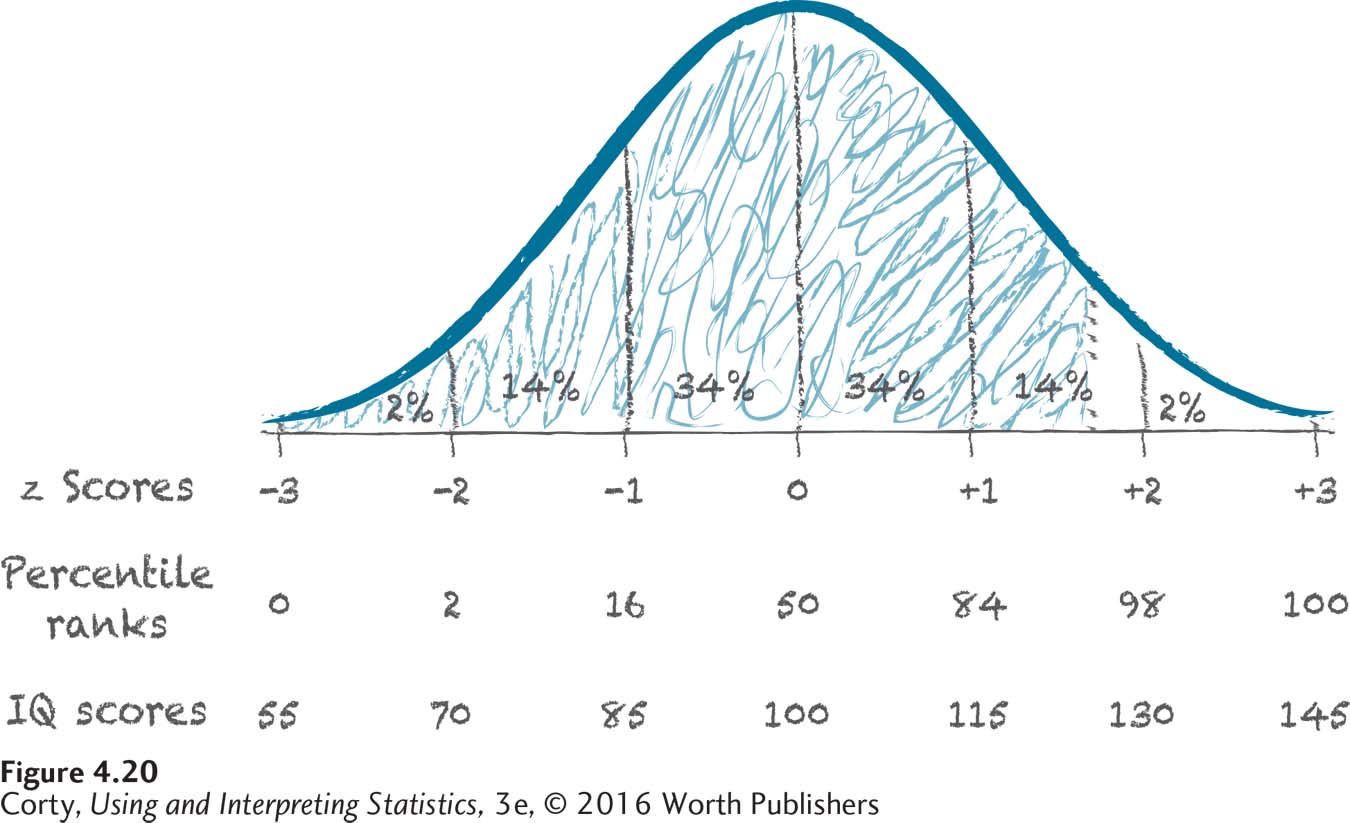 2% 14% 34% 34% 14% 2%
z Scores -3 -2 -1 0 +1 +2 +3
Percentile
ranks 0 2 16 50 84 98 100
IQ scores 55 70 85 100 115 130 145
Figure 4.20
Corty, Using and Interpreting Statistics, 3e, © 2016 Worth Publishers